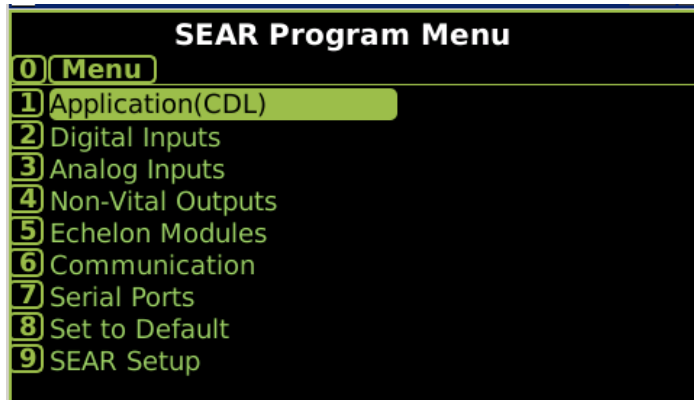 SEAR Program Menu
0 Menu
1 Application(CDL)
2 Digital Inputs
3 Analog Inputs
4 Non-Vital Outputs
5 Echelon Modules
6 Communication
7 Serial Ports
8 Set to Default
9 SEAR Setup